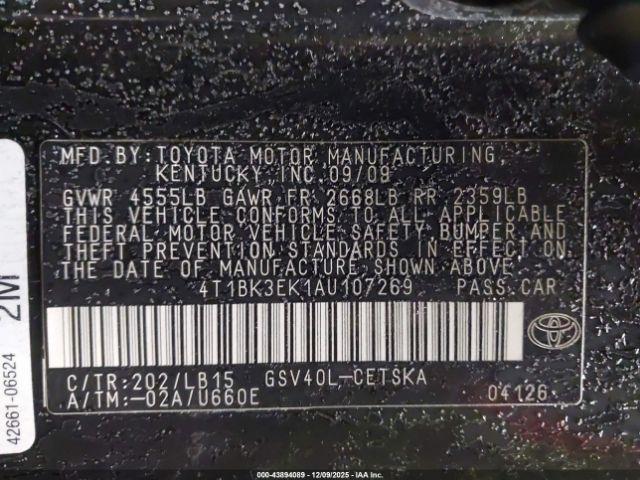 MFD.BY:TOYOTA MOTOR MANUFACTURING,
KENTUCKY, INC.09/09
GVWR 4555LB GAWR FR 2668LB RR 2359LB
THIS VEHICLE CONFORMS TO ALL APPLICABLE
FEDERAL MOTOR VEHICLE SAFETY BUMPER AND
THEFT PREVENTION STANDARDS IN EFFECT ON
THE DATE OF MANUFACTURE SHOWN ABOVE
4T1BK3EK1AU107269 PASS.CAR
C/TR:202/LB15 GSV40L-CETSKA
A/TM:-02A/U660E 04126
42661-06524
2M
© Copyright 2025 - 43894089 | 12/09/2025 - IAA, Inc.